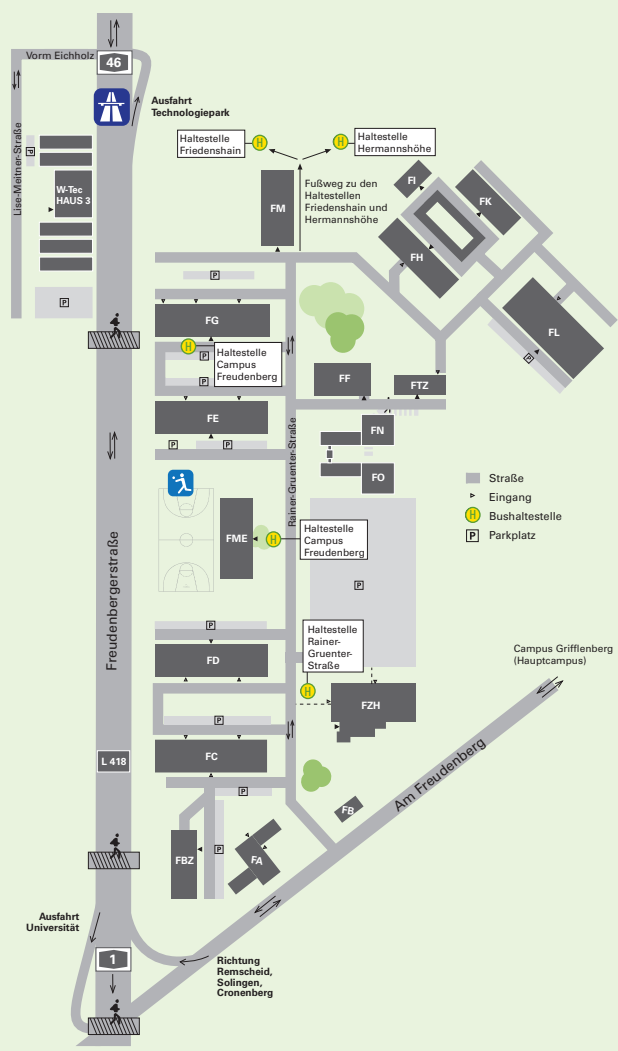 Vorm Eichholz
46
Ausfahrt
Technologiepark
Lise-Meitner-Straße
P
W-Tec
HAUS 3
P
Haltestelle
Friedenshain
H
H
Haltestelle
Hermannshöhe
FM
Fußweg zu den
Haltestellen
Friedenshain und
Hermannshöhe
FI
FK
FH
FL
P
P
FG
H
P
Haltestelle
Campus
Freudenberg
P
FF
FTZ
FE
P
P
FN
FO
Rainer-Gruenter-Straße
Straße
Eingang
H
Bushaltestelle
P
Parkplatz
FME
H
Haltestelle
Campus
Freudenberg
P
Freudenbergerstraße
P
FD
Haltestelle
Rainer-
Gruenter-
Straße
H
FZH
Campus Grifflenberg
(Hauptcampus)
P
FC
L 418
P
Am Freudenberg
FB
FBZ
P
FA
Ausfahrt
Universität
1
Richtung
Remscheid,
Solingen,
Cronenberg